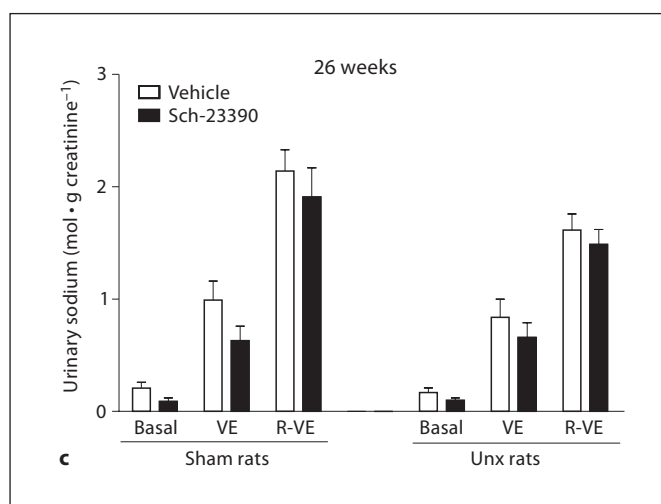 26 weeks
Vehicle
Sch-23390
Urinary sodium (mol · g creatinine⁻¹)
3
2
1
0
Basal VE R-VE Basal VE R-VE
c Sham rats Unx rats